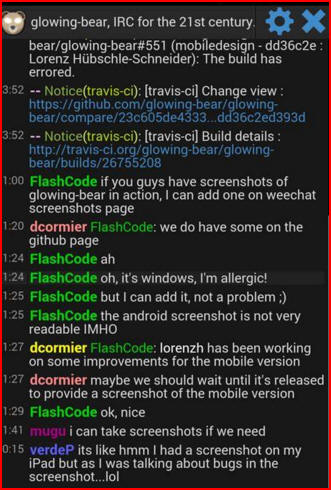 glowing-bear, IRC for the 21st century.
bear/glowing-bear#551 (mobiledesign - dd36c2e :
Lorenz Hübschle-Schneider): The build has
errored.
3:52 -- Notice(travis-ci): [travis-ci] Change view :
https://github.com/glowing-bear/glowing-
bear/compare/23c605de4333...dd36c2ed393d
3:52 -- Notice(travis-ci): [travis-ci] Build details :
http://travis-ci.org/glowing-bear/glowing-
bear/builds/26755208
1:00 FlashCode if you guys have screenshots of
glowing-bear in action, I can add one on weechat
screenshots page
1:20 dcormier FlashCode: we do have some on the
github page
1:24 FlashCode ah
1:24 FlashCode oh, it's windows, I'm allergic!
1:25 FlashCode but I can add it, not a problem ;)
1:25 FlashCode the android screenshot is not very
readable IMHO
1:27 dcormier FlashCode: lorenzh has been working
on some improvements for the mobile version
1:27 dcormier maybe we should wait until it's released
to provide a screenshot of the mobile version
1:29 FlashCode ok, nice
1:41 mugu i can take screenshots if we need
0:15 verdeP its like hmm I had a screenshot on my
iPad but as I was talking about bugs in the
screenshot...lol